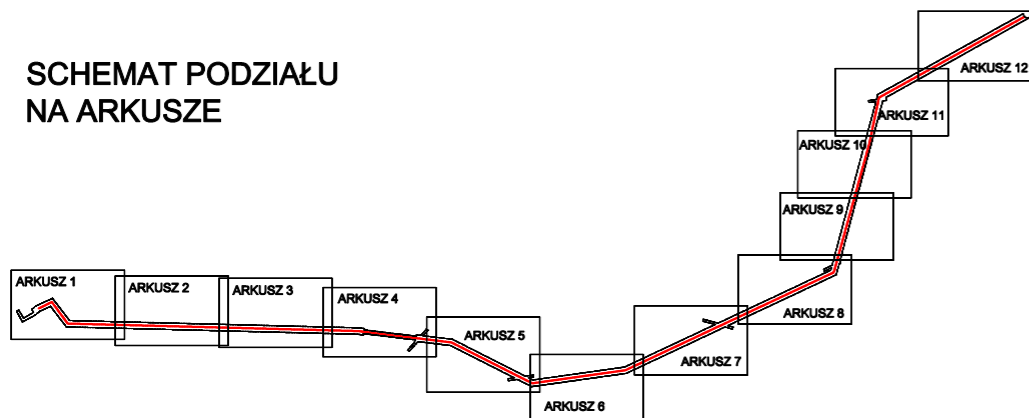 SCHEMAT PODZIAŁU
NA ARKUSZE
ARKUSZ 1
ARKUSZ 2
ARKUSZ 3
ARKUSZ 4
ARKUSZ 5
ARKUSZ 6
ARKUSZ 7
ARKUSZ 8
ARKUSZ 9
ARKUSZ 10
ARKUSZ 11
ARKUSZ 12